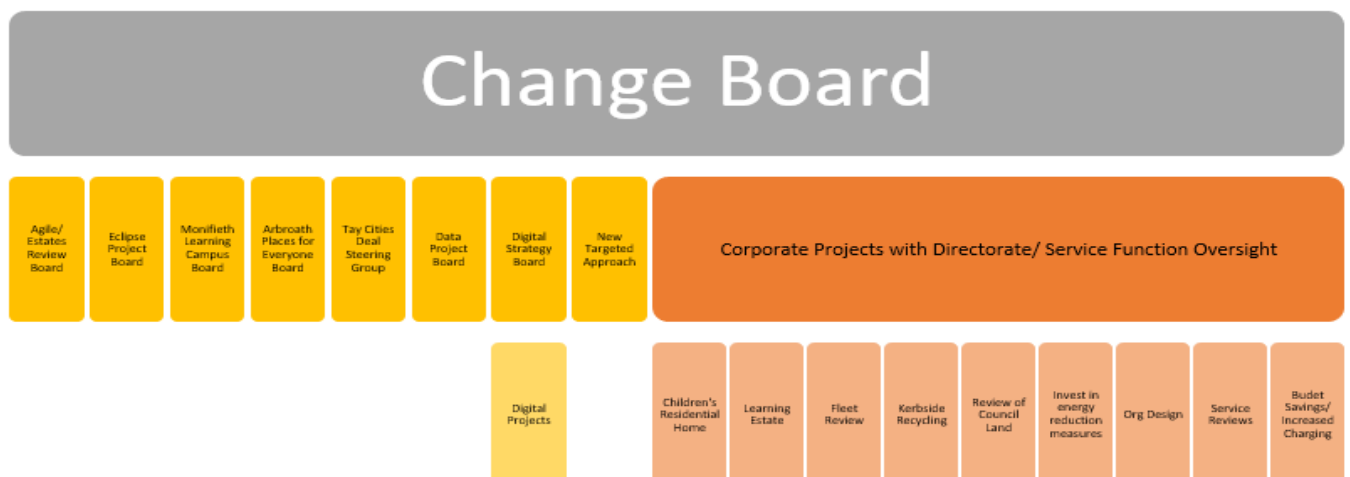 Change Board
Agile/
Estates
Review
Board
Eclipse
Project
Board
Monifieth
Learning
Campus
Board
Arbroath
Places for
Everyone
Board
Tay Cities
Deal
Steering
Group
Data
Project
Board
Digital
Strategy
Board
New
Targeted
Approach
Corporate Projects with Directorate/ Service Function Oversight
Digital
Projects
Children's
Residential
Home
Learning
Estate
Fleet
Review
Kerbside
Recycling
Review of
Council
Land
Invest in
energy
reduction
measures
Org Design
Service
Reviews
Budet
Savings/
Increased
Charging